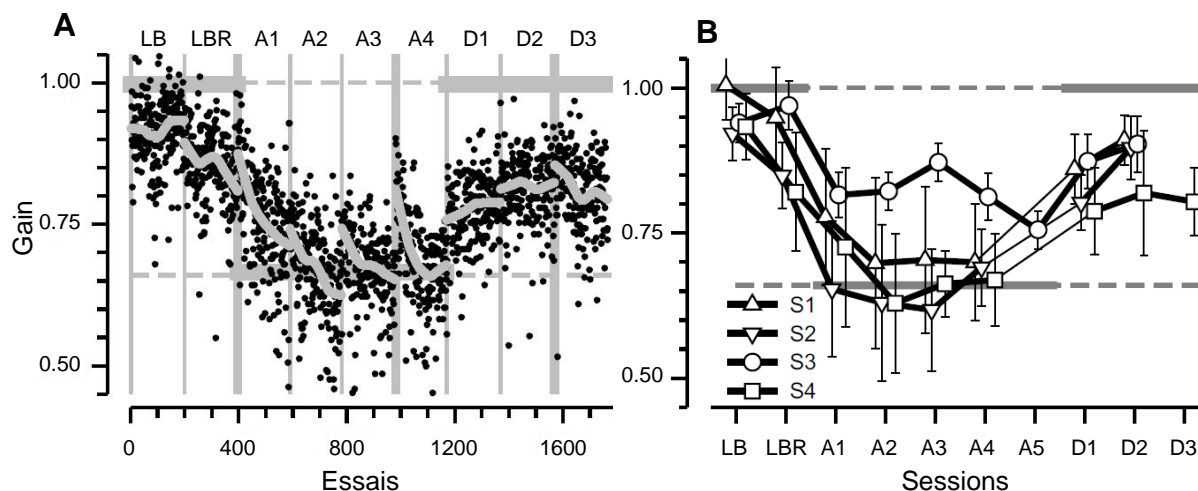 A
LB LBR A1 A2 A3 A4 D1 D2 D3
1.00
0.75
0.50
Gain
0 400 800 1200 1600
Essais
B
1.00
0.75
0.50
S1
S2
S3
S4
LB LBR A1 A2 A3 A4 A5 D1 D2 D3
Sessions